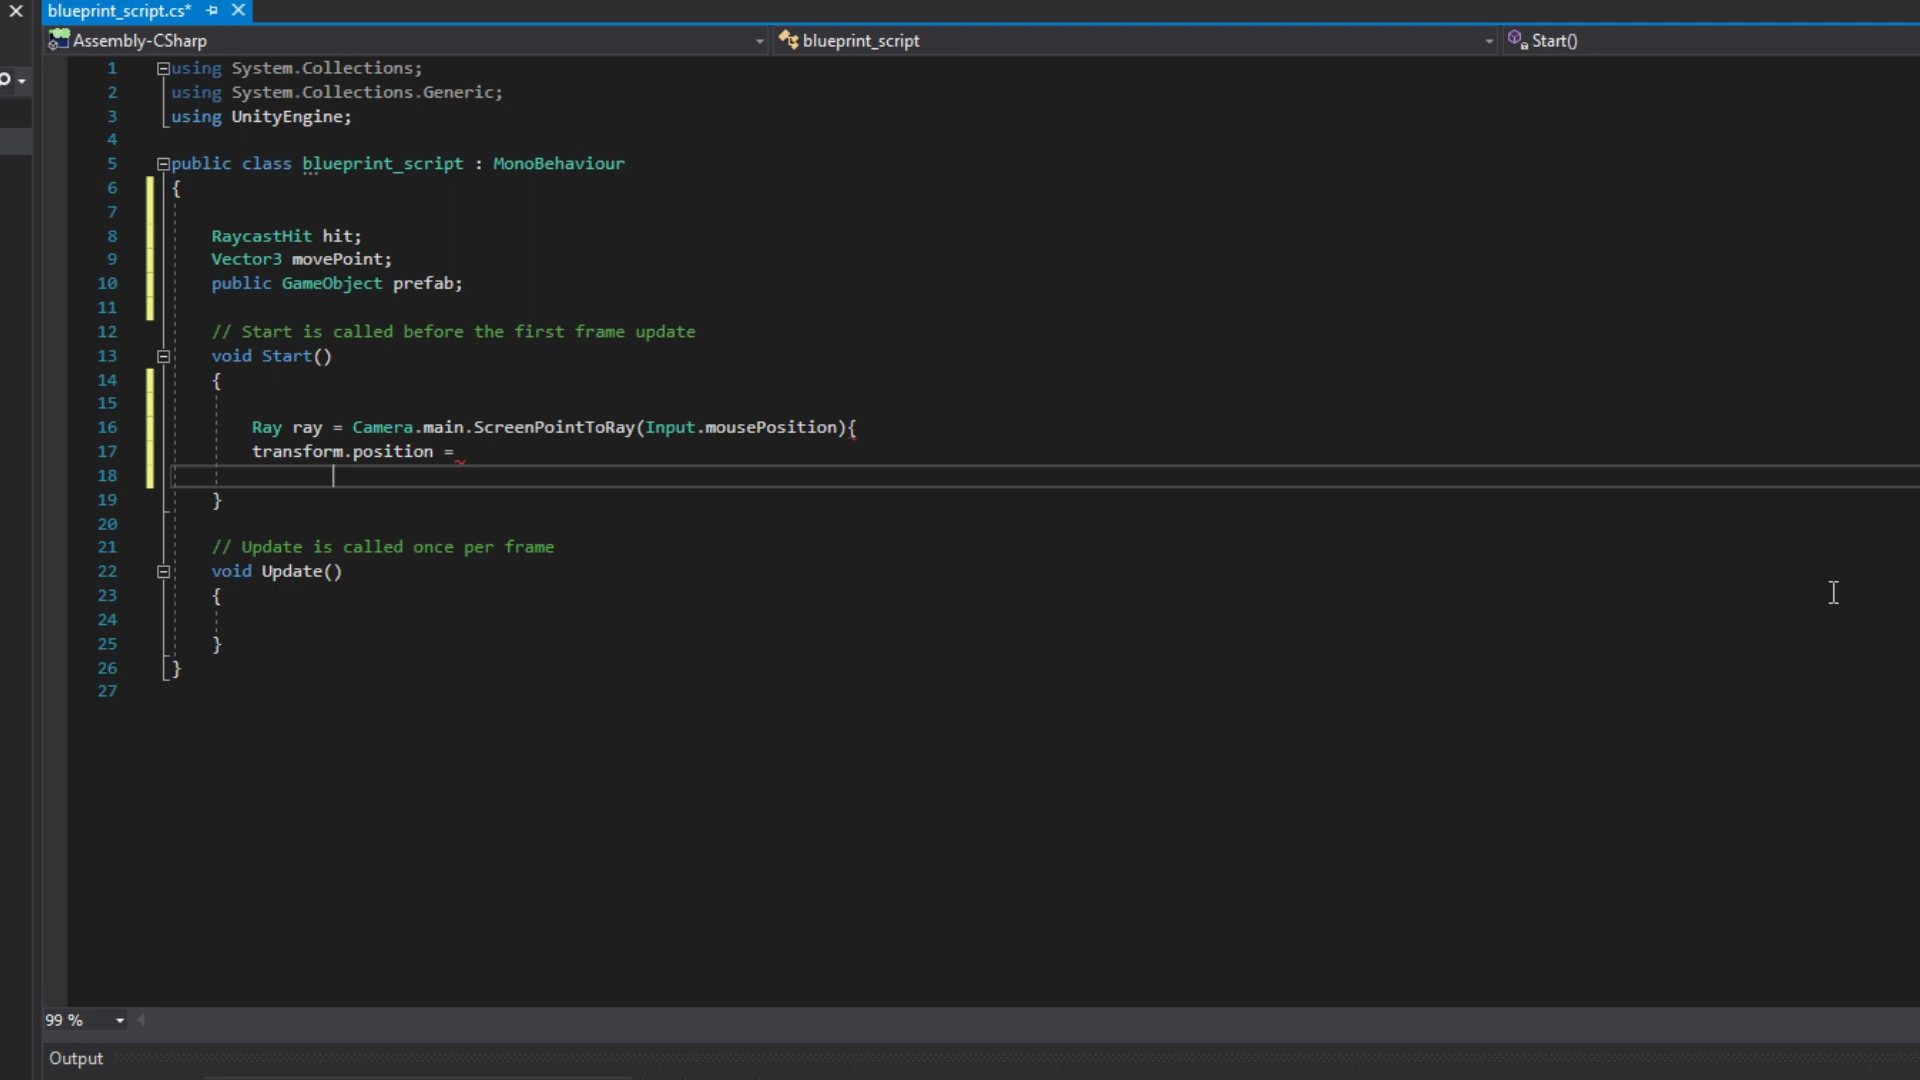 blueprint_script.cs*
Assembly-CSharp blueprint_script Start()
1 using System.Collections;
2 using System.Collections.Generic;
3 using UnityEngine;
4
5 public class blueprint_script : MonoBehaviour
6 {
7
8 RaycastHit hit;
9 Vector3 movePoint;
10 public GameObject prefab;
11
12 // Start is called before the first frame update
13 void Start()
14 {
15
16 Ray ray = Camera.main.ScreenPointToRay(Input.mousePosition){
17 transform.position =
18
19 }
20
21 // Update is called once per frame
22 void Update()
23 {
24
25 }
26 }
27
99 %
Output